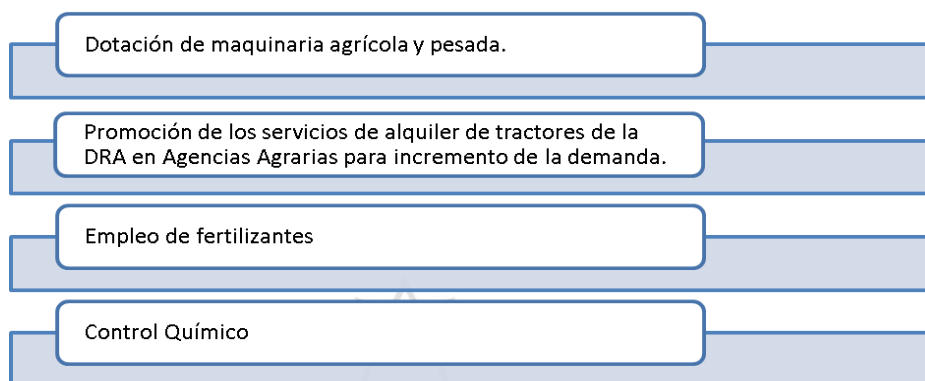 Dotación de maquinaria agrícola y pesada.
Promoción de los servicios de alquiler de tractores de la
DRA en Agencias Agrarias para incremento de la demanda.
Empleo de fertilizantes
Control Químico